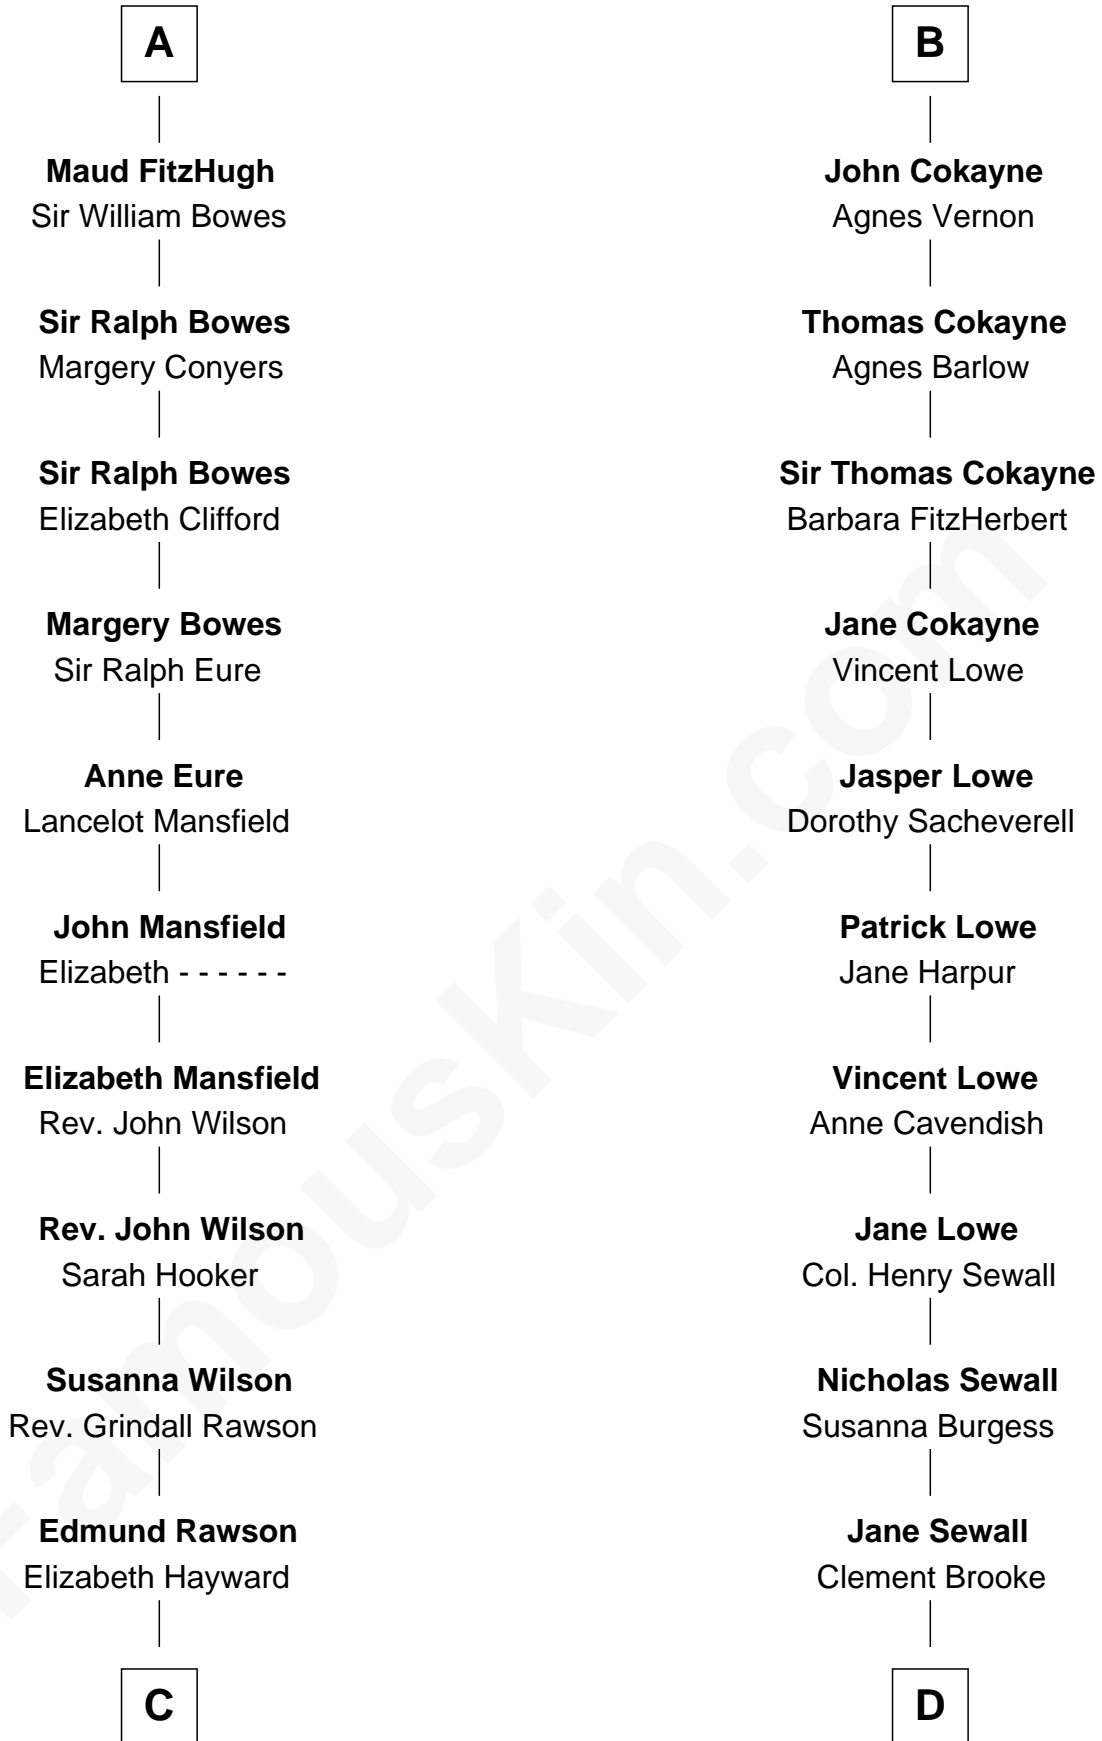 A
Maud FitzHugh
Sir William Bowes
Sir Ralph Bowes
Margery Conyers
Sir Ralph Bowes
Elizabeth Clifford
Margery Bowes
Sir Ralph Eure
Anne Eure
Lancelot Mansfield
John Mansfield
Elizabeth - - - - - -
Elizabeth Mansfield
Rev. John Wilson
Rev. John Wilson
Sarah Hooker
Susanna Wilson
Rev. Grindall Rawson
Edmund Rawson
Elizabeth Hayward
C
B
John Cokayne
Agnes Vernon
Thomas Cokayne
Agnes Barlow
Sir Thomas Cokayne
Barbara FitzHerbert
Jane Cokayne
Vincent Lowe
Jasper Lowe
Dorothy Sacheverell
Patrick Lowe
Jane Harpur
Vincent Lowe
Anne Cavendish
Jane Lowe
Col. Henry Sewall
Nicholas Sewall
Susanna Burgess
Jane Sewall
Clement Brooke
D
FamousKin.com